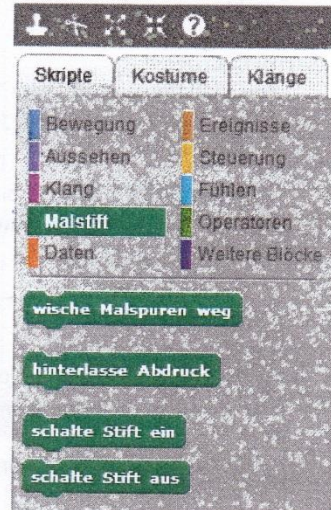 ?
Skripte Kostüme Klänge
Bewegung Ereignisse
Aussehen Steuerung
Klang Fühlen
Malstift Operatoren
Daten Weitere Blöcke
wische Malspuren weg
hinterlasse Abdruck
schalte Stift ein
schalte Stift aus